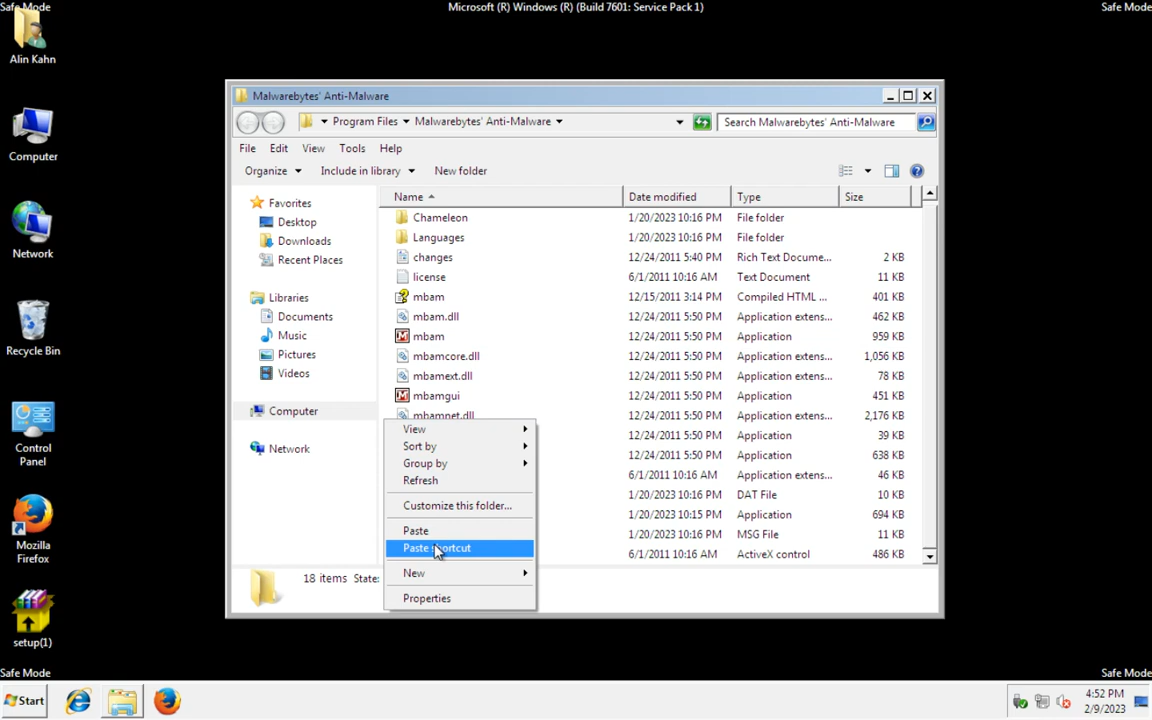 Safe Mode
Microsoft (R) Windows (R) (Build 7601: Service Pack 1)
Safe Mode
Alin Kahn
Computer
Network
Recycle Bin
Control
Panel
Mozilla
Firefox
setup(1)
Malwarebytes' Anti-Malware
Program Files Malwarebytes' Anti-Malware
Search Malwarebytes' Anti-Malware
File Edit View Tools Help
Organize Include in library New folder
Favorites
Desktop
Downloads
Recent Places
Libraries
Documents
Music
Pictures
Videos
Computer
Network
Name Date modified Type Size
Chameleon 1/20/2023 10:16 PM File folder
Languages 1/20/2023 10:16 PM File folder
changes 12/24/2011 5:40 PM Rich Text Docume... 2 KB
license 6/1/2011 10:16 AM Text Document 11 KB
mbam 12/15/2011 3:14 PM Compiled HTML ... 401 KB
mbam.dll 12/24/2011 5:50 PM Application extens... 462 KB
mbam 12/24/2011 5:50 PM Application 959 KB
mbamcore.dll 12/24/2011 5:50 PM Application extens... 1,056 KB
mbamext.dll 12/24/2011 5:50 PM Application extens... 78 KB
mbamgui 12/24/2011 5:50 PM Application 451 KB
mbamnet.dll 12/24/2011 5:50 PM Application extens... 2,176 KB
12/24/2011 5:50 PM Application 39 KB
12/24/2011 5:50 PM Application 638 KB
6/1/2011 10:16 AM Application extens... 46 KB
1/20/2023 10:16 PM DAT File 10 KB
1/20/2023 10:15 PM Application 694 KB
1/20/2023 10:16 PM MSG File 11 KB
6/1/2011 10:16 AM ActiveX control 486 KB
View
Sort by
Group by
Refresh
Customize this folder...
Paste
Paste shortcut
New
Properties
18 items State:
Safe Mode
Safe Mode
Start
4:52 PM
2/9/2023